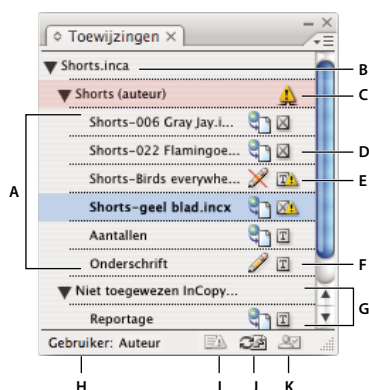 Toewijzingen
Shorts.inca
B
Shorts (auteur)
C
Shorts-006 Gray Jay.i...
Shorts-022 Flamingoe...
D
Shorts-Birds everywhe...
E
A
Shorts-geel blad.incx
Aantallen
Onderschrift
F
Niet toegewezen InCopy...
G
Reportage
Gebruiker: Auteur
H I J K